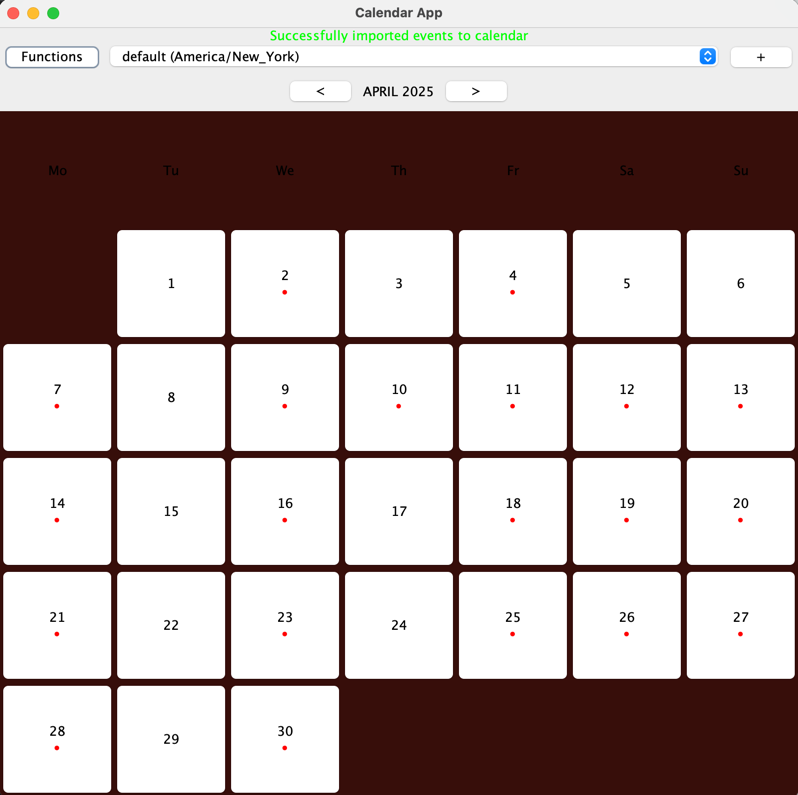 Calendar App
Successfully imported events to calendar
Functions default (America/New_York) +
< APRIL 2025 >
Mo Tu We Th Fr Sa Su
1 2 3 4 5 6
7 8 9 10 11 12 13
14 15 16 17 18 19 20
21 22 23 24 25 26 27
28 29 30